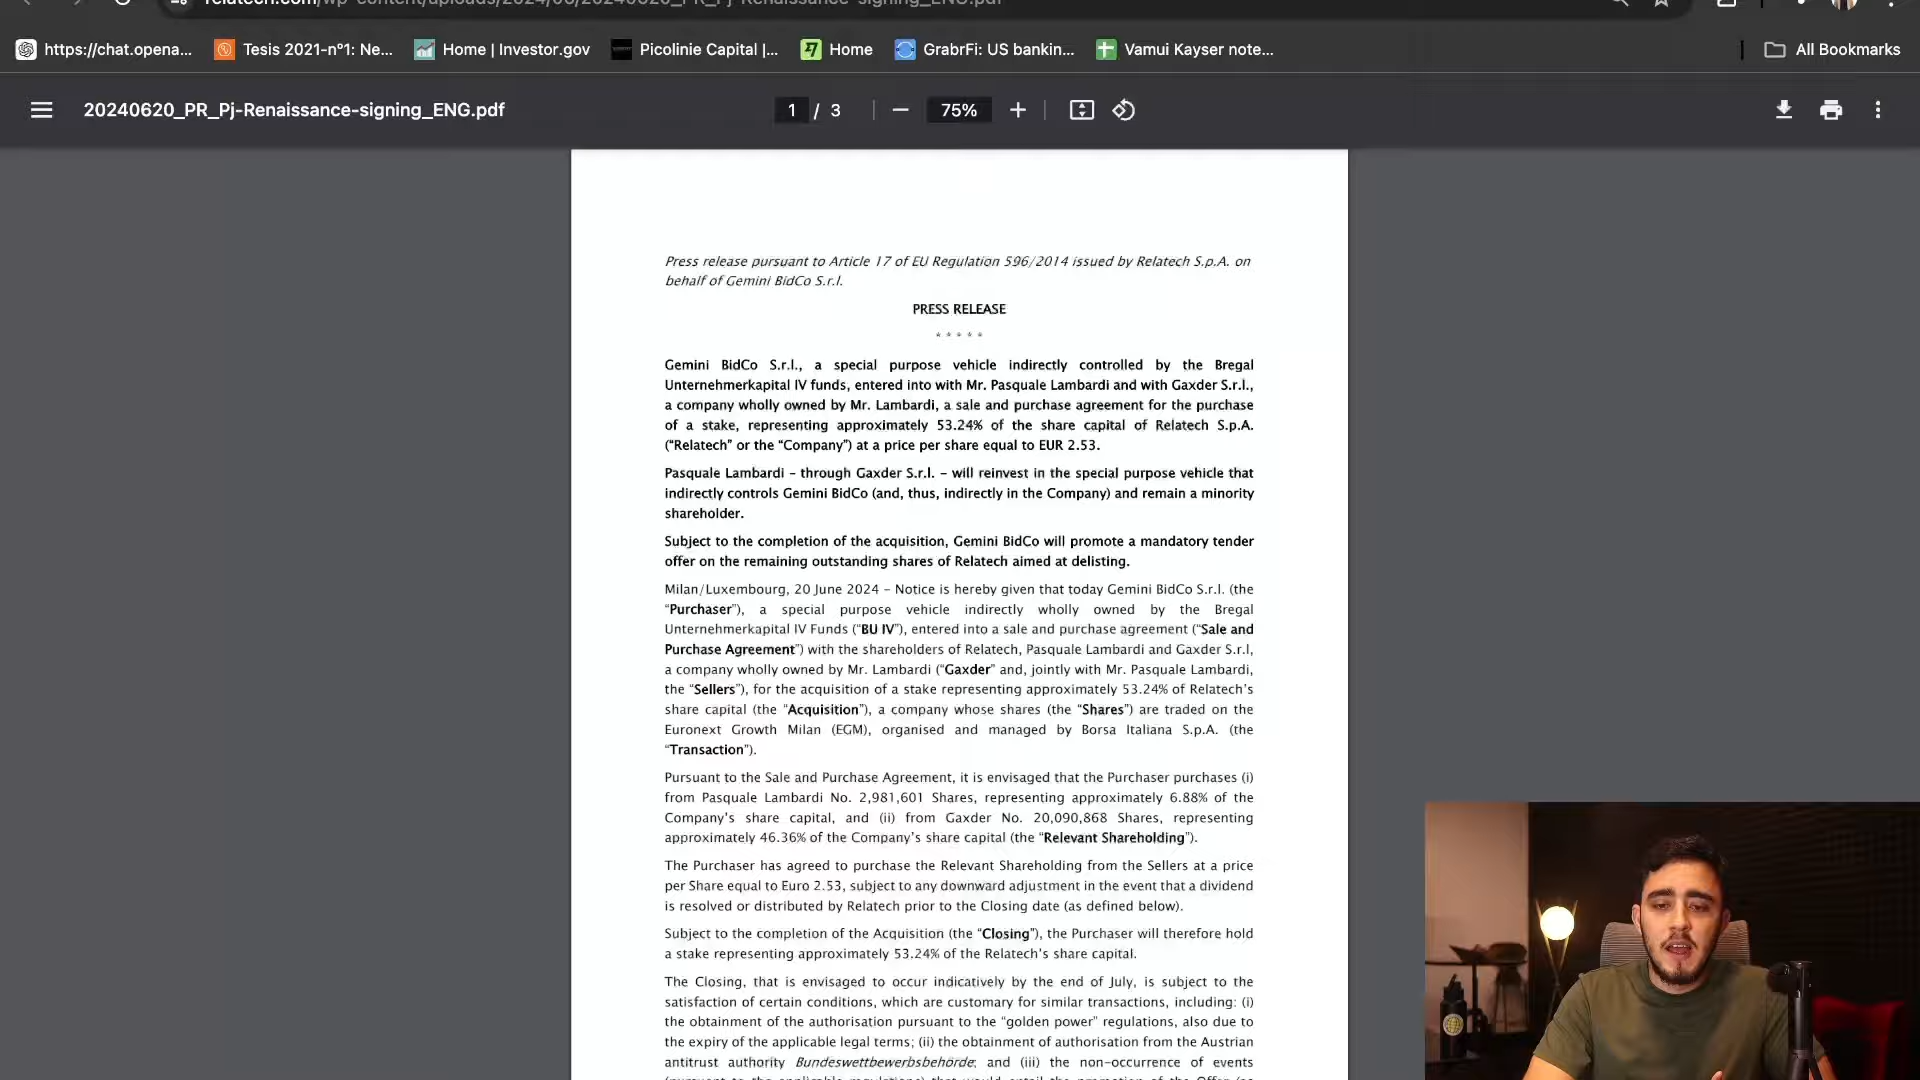 https://chat.opena... Tesis 2021-nº1: Ne... Home | Investor.gov Picolinie Capital |... Home GrabrFi: US bankin... Vamui Kayser note... All Bookmarks
20240620_PR_Pj-Renaissance-signing_ENG.pdf 1 / 3 75%
Press release pursuant to Article 17 of EU Regulation 596/2014 issued by Relatech S.p.A. on
behalf of Gemini BidCo S.r.l.
PRESS RELEASE
* * * * *
Gemini BidCo S.r.l., a special purpose vehicle indirectly controlled by the Bregal
Unternehmerkapital IV funds, entered into with Mr. Pasquale Lambardi and with Gaxder S.r.l.,
a company wholly owned by Mr. Lambardi, a sale and purchase agreement for the purchase
of a stake, representing approximately 53.24% of the share capital of Relatech S.p.A.
(“Relatech” or the “Company”) at a price per share equal to EUR 2.53.
Pasquale Lambardi – through Gaxder S.r.l. – will reinvest in the special purpose vehicle that
indirectly controls Gemini BidCo (and, thus, indirectly in the Company) and remain a minority
shareholder.
Subject to the completion of the acquisition, Gemini BidCo will promote a mandatory tender
offer on the remaining outstanding shares of Relatech aimed at delisting.
Milan/Luxembourg, 20 June 2024 – Notice is hereby given that today Gemini BidCo S.r.l. (the
“Purchaser”), a special purpose vehicle indirectly wholly owned by the Bregal
Unternehmerkapital IV Funds (“BU IV”), entered into a sale and purchase agreement (“Sale and
Purchase Agreement”) with the shareholders of Relatech, Pasquale Lambardi and Gaxder S.r.l,
a company wholly owned by Mr. Lambardi (“Gaxder” and, jointly with Mr. Pasquale Lambardi,
the “Sellers”), for the acquisition of a stake representing approximately 53.24% of Relatech’s
share capital (the “Acquisition”), a company whose shares (the “Shares”) are traded on the
Euronext Growth Milan (EGM), organised and managed by Borsa Italiana S.p.A. (the
“Transaction”).
Pursuant to the Sale and Purchase Agreement, it is envisaged that the Purchaser purchases (i)
from Pasquale Lambardi No. 2,981,601 Shares, representing approximately 6.88% of the
Company’s share capital, and (ii) from Gaxder No. 20,090,868 Shares, representing
approximately 46.36% of the Company’s share capital (the “Relevant Shareholding”).
The Purchaser has agreed to purchase the Relevant Shareholding from the Sellers at a price
per Share equal to Euro 2.53, subject to any downward adjustment in the event that a dividend
is resolved or distributed by Relatech prior to the Closing date (as defined below).
Subject to the completion of the Acquisition (the “Closing”), the Purchaser will therefore hold
a stake representing approximately 53.24% of the Relatech’s share capital.
The Closing, that is envisaged to occur indicatively by the end of July, is subject to the
satisfaction of certain conditions, which are customary for similar transactions, including: (i)
the obtainment of the authorisation pursuant to the “golden power” regulations, also due to
the expiry of the applicable legal terms; (ii) the obtainment of authorisation from the Austrian
antitrust authority Bundeswettbewerbsbehörde; and (iii) the non-occurrence of events